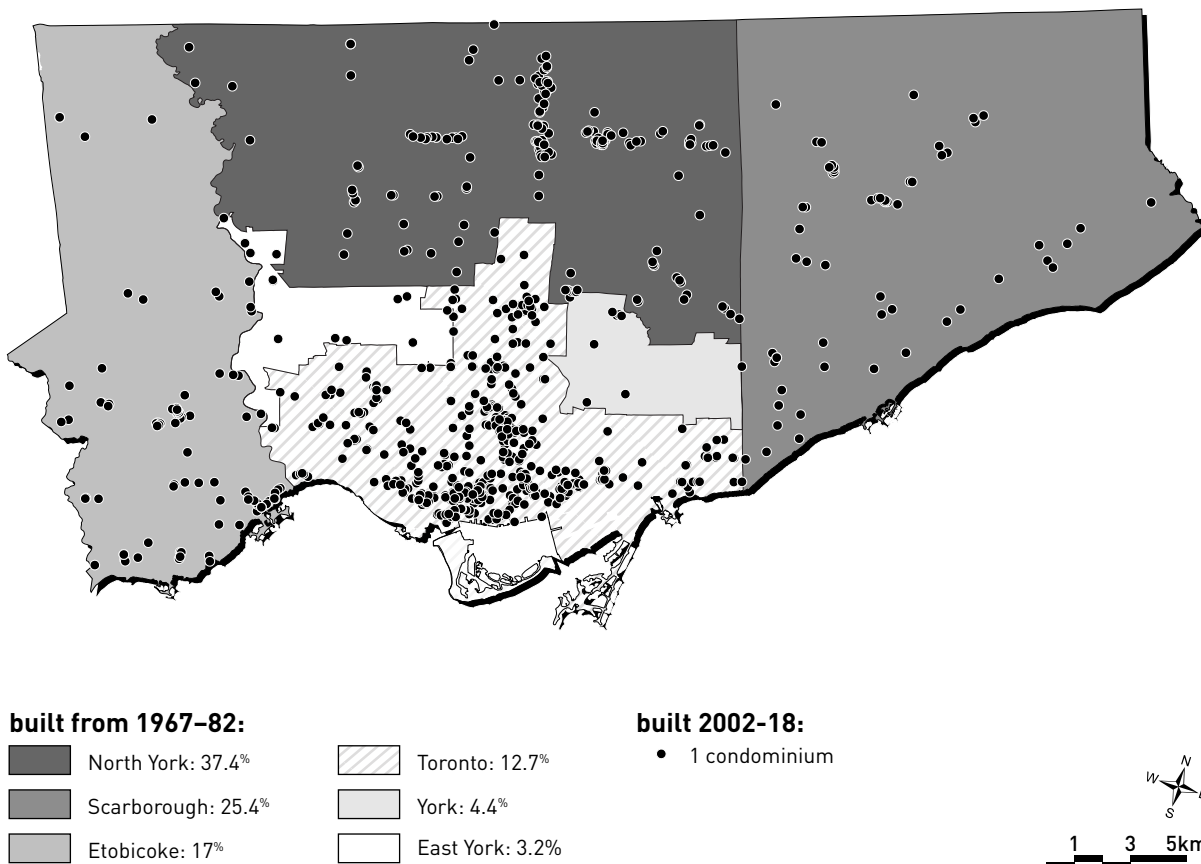 built from 1967–82:
North York: 37.4%
Scarborough: 25.4%
Etobicoke: 17%
Toronto: 12.7%
York: 4.4%
East York: 3.2%
built 2002-18:
1 condominium
N
W
S
1 3 5km